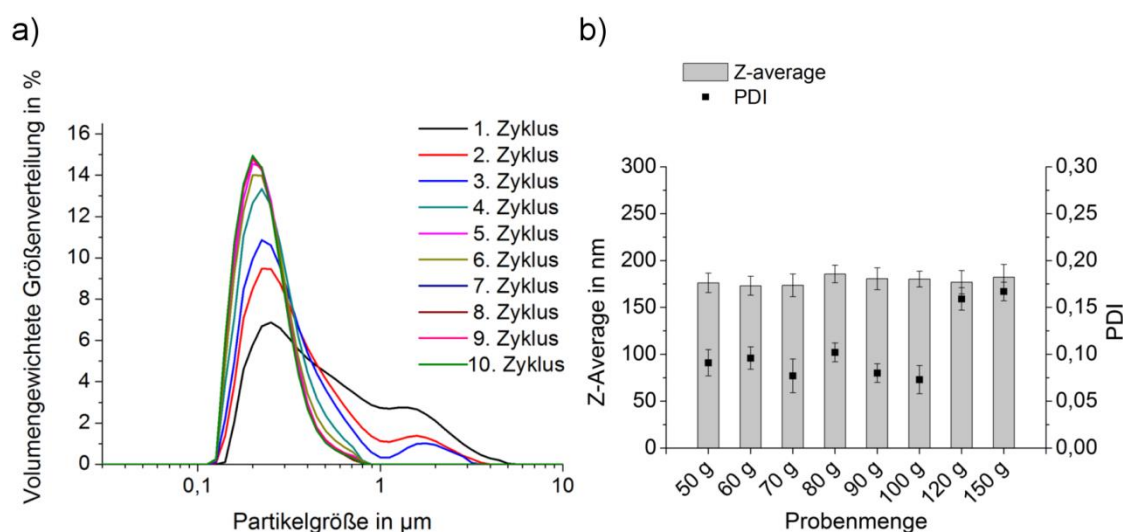 a)
Volumengewichtete Größenverteilung in %
16
14
12
10
8
6
4
2
0
0,1
1
10
Partikelgröße in µm
1. Zyklus
2. Zyklus
3. Zyklus
4. Zyklus
5. Zyklus
6. Zyklus
7. Zyklus
8. Zyklus
9. Zyklus
10. Zyklus
b)
Z-average
PDI
Z-Average in nm
300
250
200
150
100
50
0
0,30
0,25
0,20
0,15
0,10
0,05
0,00
PDI
50 g
60 g
70 g
80 g
90 g
100 g
120 g
150 g
Probenmenge